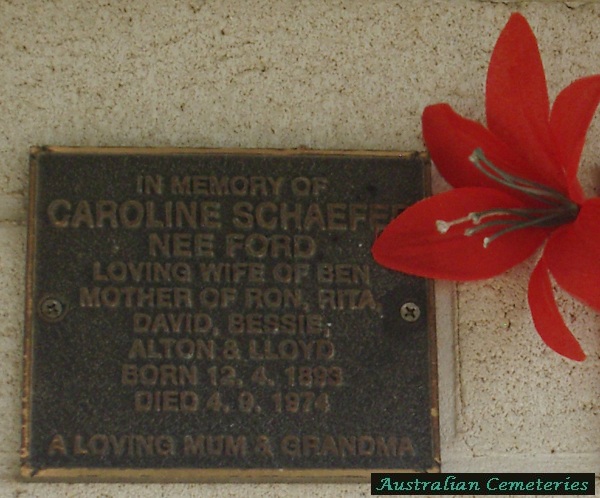 IN MEMORY OF
CAROLINE SCHAEFFE
NEE FORD
LOVING WIFE OF BEN
MOTHER OF RON, RITA,
DAVID, BESSIE,
ALTON & LLOYD
BORN 12. 4. 1893
DIED 4. 9. 1974
A LOVING MUM & GRANDMA
Australian Cemeteries